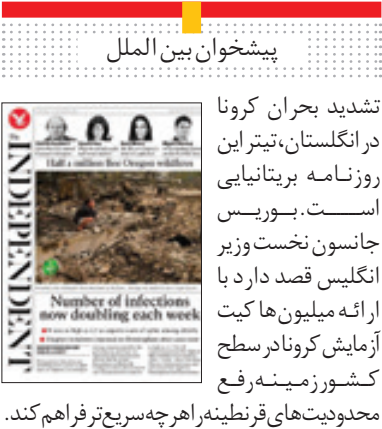 پیشخوان بین الملل
تشدید بحران کرونا
در انگلستان، تیتر این
روزنامه بریتانیایی
است. بوریس
جانسون نخست وزیر
انگلیس قصد دارد با
ارائه میلیون ها کیت
آزمایش کرونا در سطح
کشور زمینه رفع
محدودیت های قرنطینه را هر چه سریع تر فراهم کند.
THE INDEPENDENT
Half a million flee Oregon wildfires
Number of infections
now doubling each week